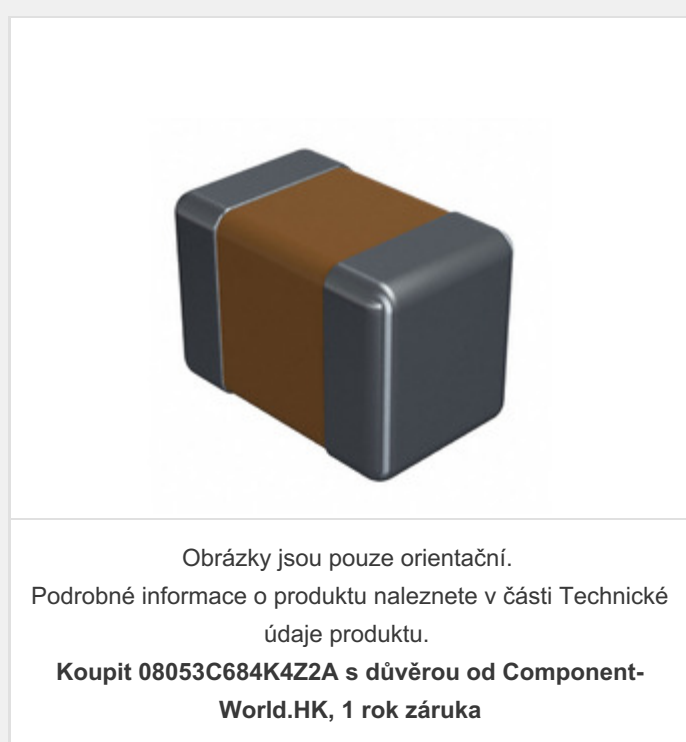 Obrázky jsou pouze orientační.
Podrobné informace o produktu naleznete v části Technické
údaje produktu.
Koupit 08053C684K4Z2A s důvěrou od Component-
World.HK, 1 rok záruka